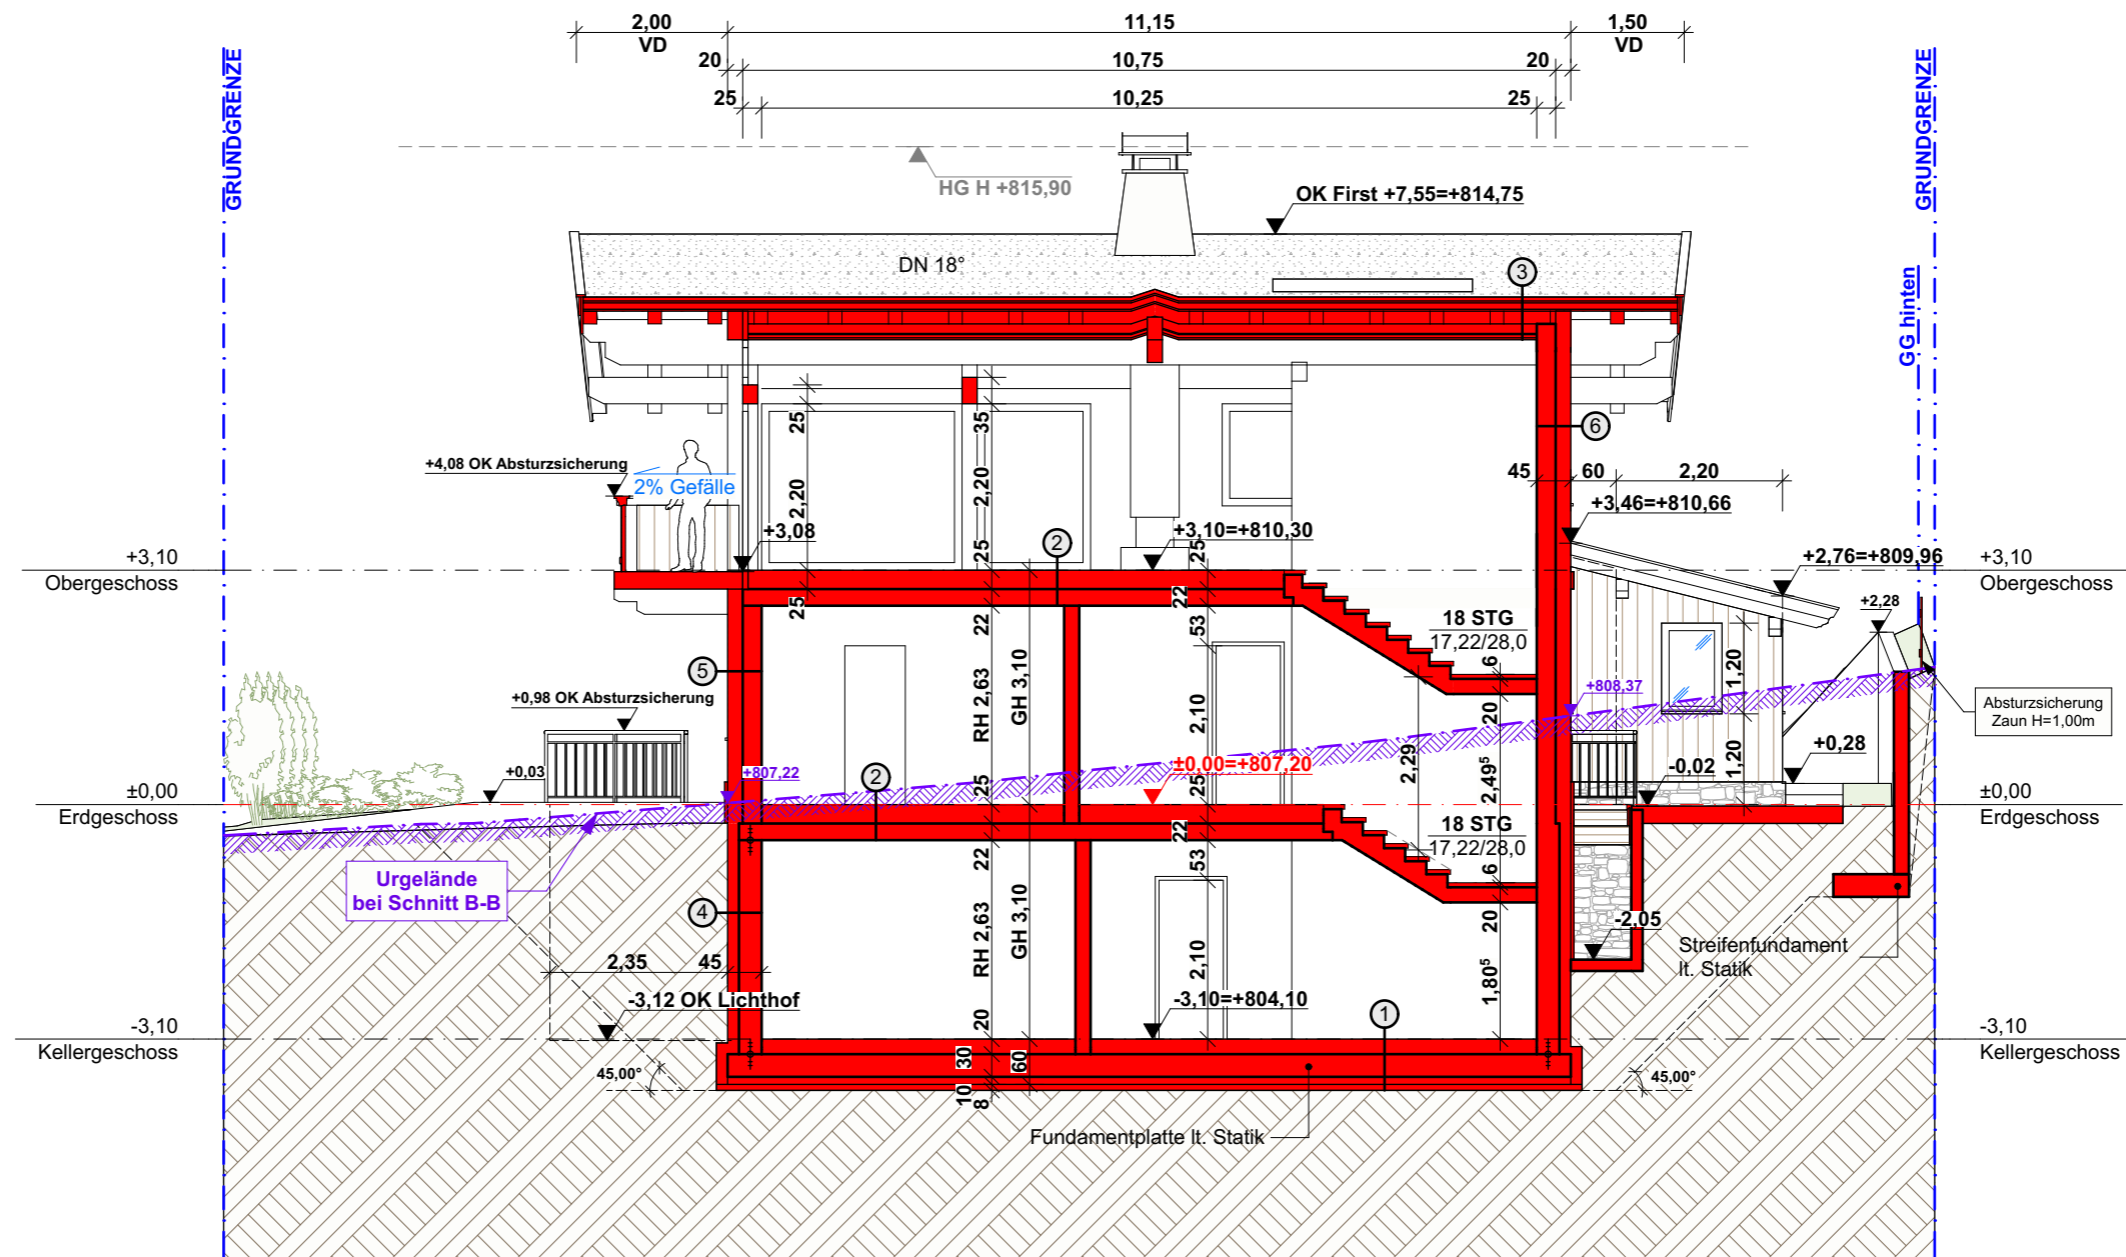 2,00
VD
11,15
1,50
VD
20
10,75
20
25
10,25
25
GRUNDGRENZE
GRUNDGRENZE
HG H +815,90
OK First +7,55=+814,75
DN 18°
3
GG hinten
25
35
6
+4,08 OK Absturzsicherung
2% Gefälle
2,20
2,20
45
60
2,20
+3,46=+810,66
+3,08
2
+3,10=+810,30
25
25
+2,76=+809,96
+3,10
Obergeschoss
+3,10
Obergeschoss
25
22
22
53
18 STG
17,22/28,0
+2,28
5
RH 2,63
GH 3,10
2,10
6
+808,37
1,20
Absturzsicherung
Zaun H=1,00m
+0,98 OK Absturzsicherung
20
2,29
2,49⁵
+0,03
+807,22
2
±0,00=+807,20
25
25
-0,02
+0,28
1,20
±0,00
Erdgeschoss
±0,00
Erdgeschoss
22
22
53
18 STG
17,22/28,0
Urgelände
bei Schnitt B-B
4
RH 2,63
GH 3,10
2,10
6
20
-2,05
Streifenfundament
lt. Statik
2,35
45
1,80⁵
-3,12 OK Lichthof
-3,10=+804,10
1
20
-3,10
Kellergeschoss
-3,10
Kellergeschoss
45,00°
30
60
45,00°
10
8
Fundamentplatte lt. Statik